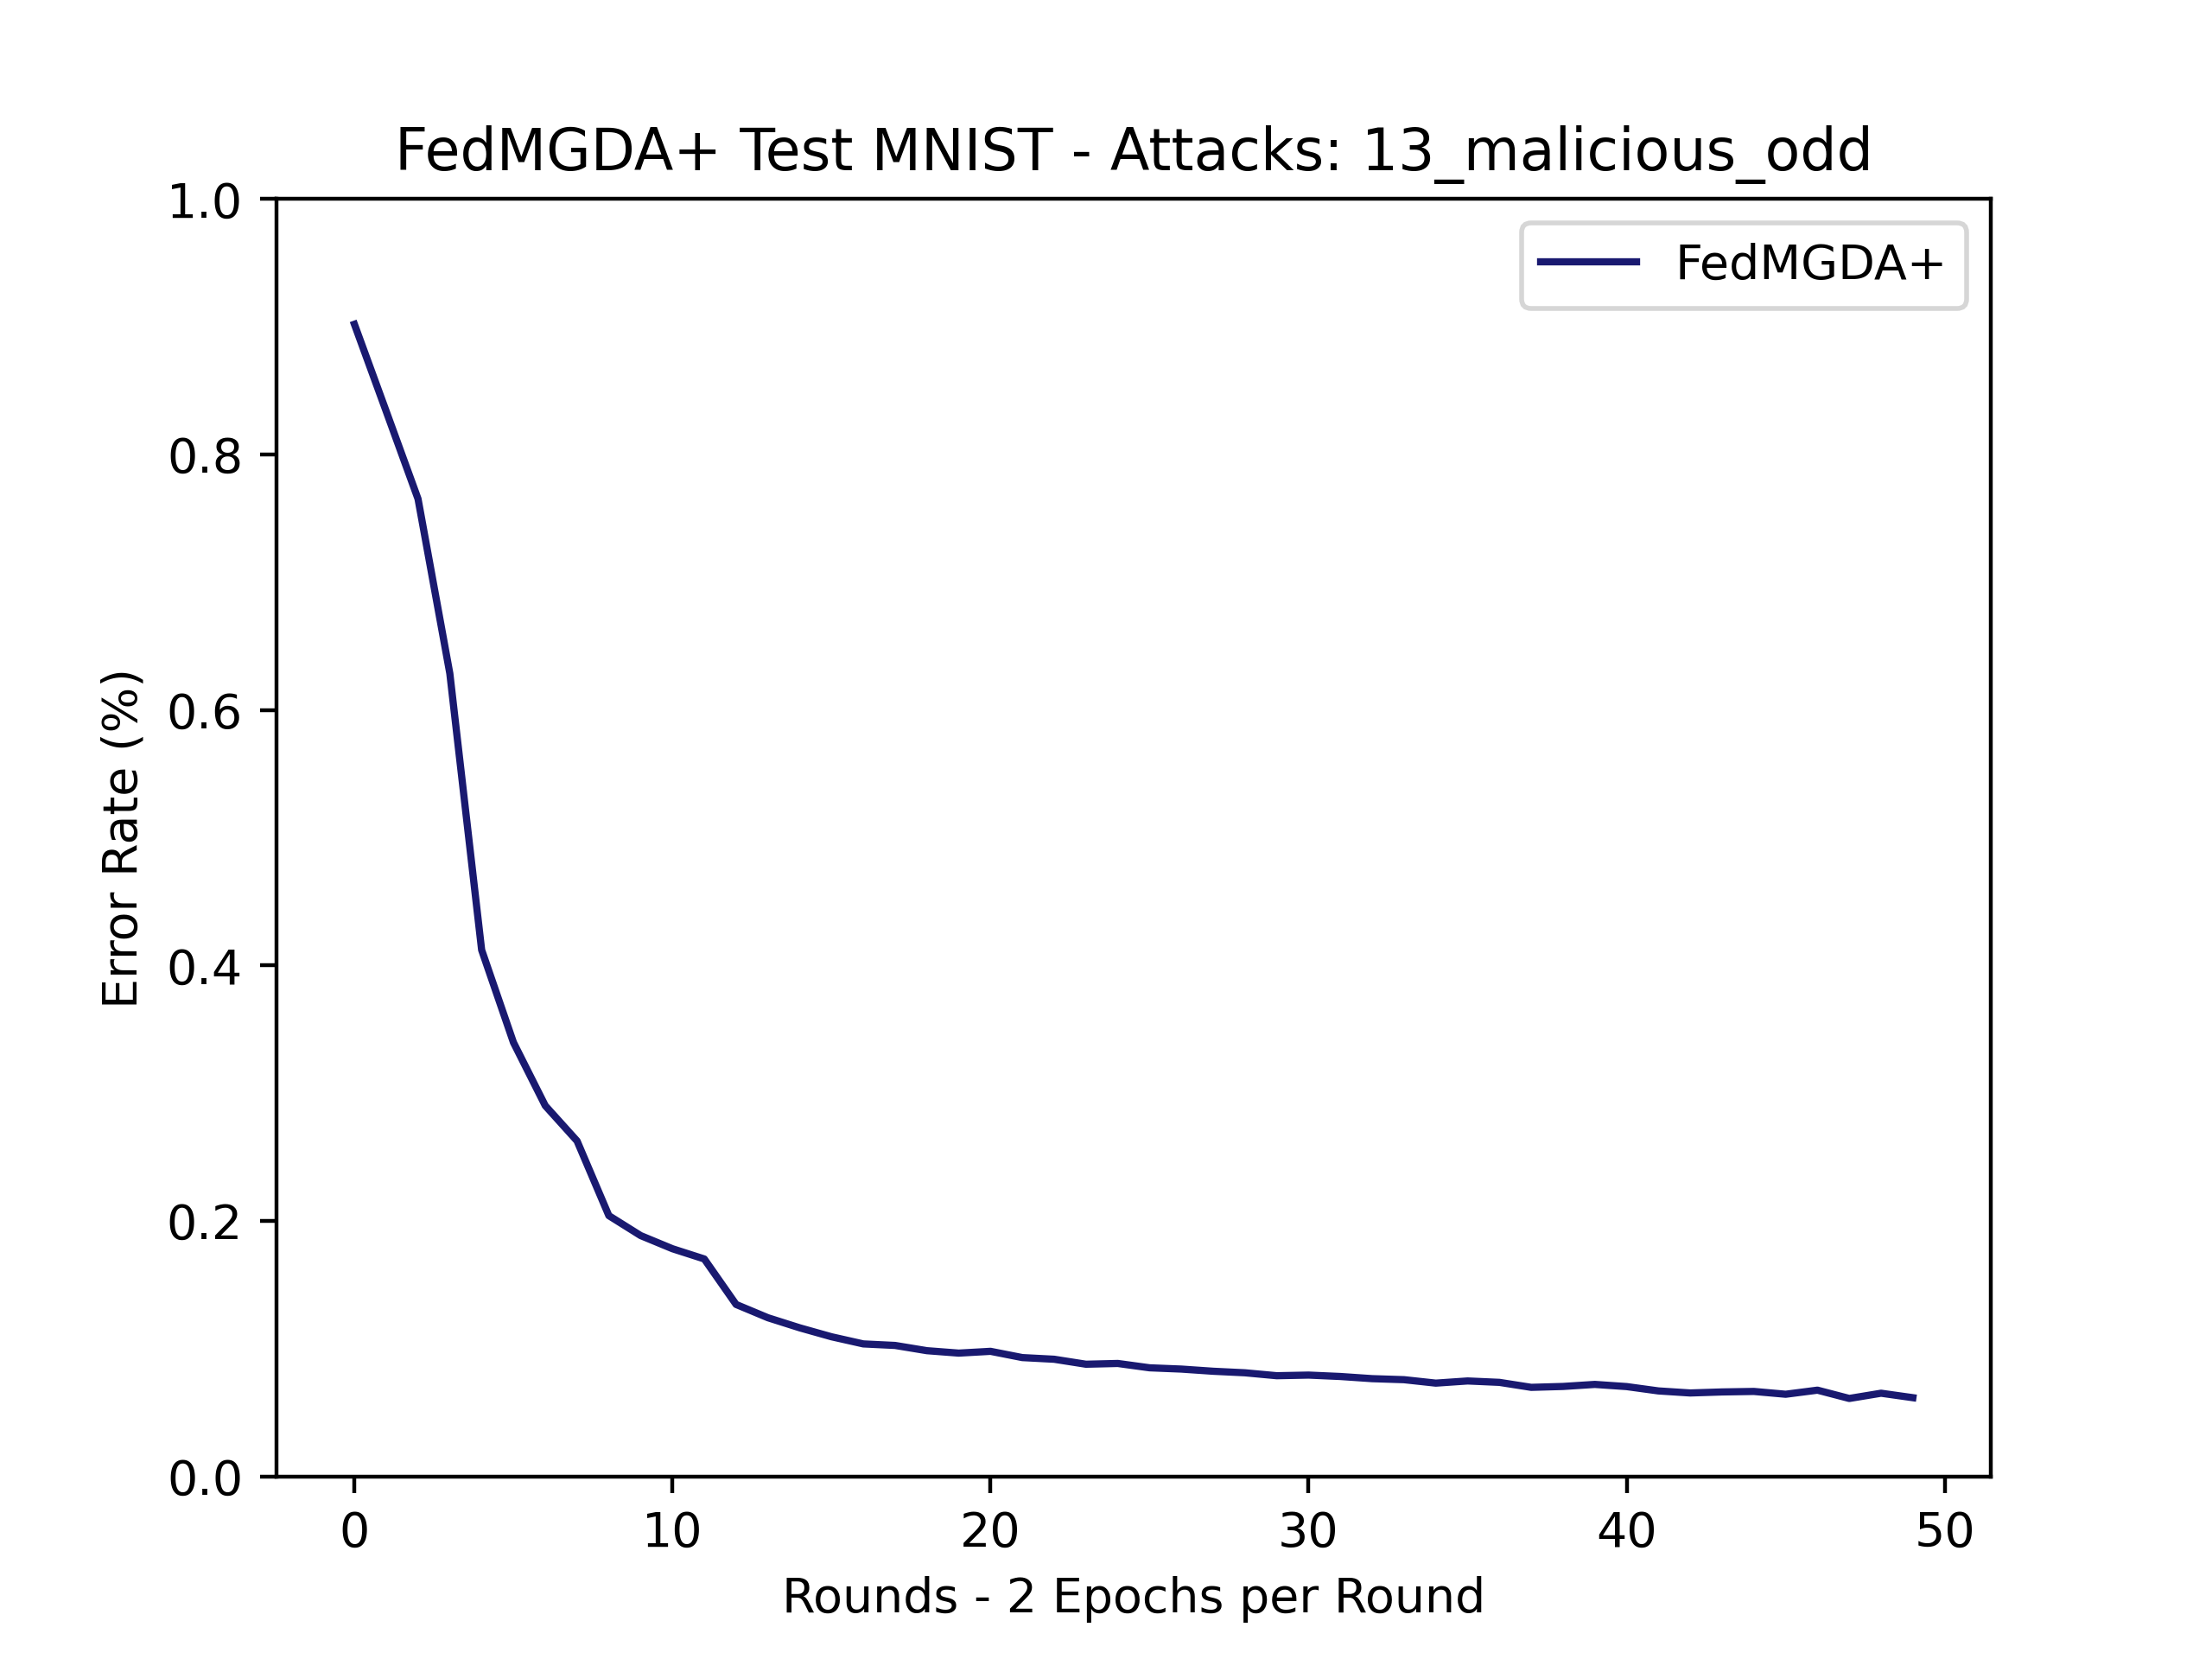 FedMGDA+ Test MNIST - Attacks: 13_malicious_odd
FedMGDA+
Error Rate (%)
1.0
0.8
0.6
0.4
0.2
0.0
0 10 20 30 40 50
Rounds - 2 Epochs per Round